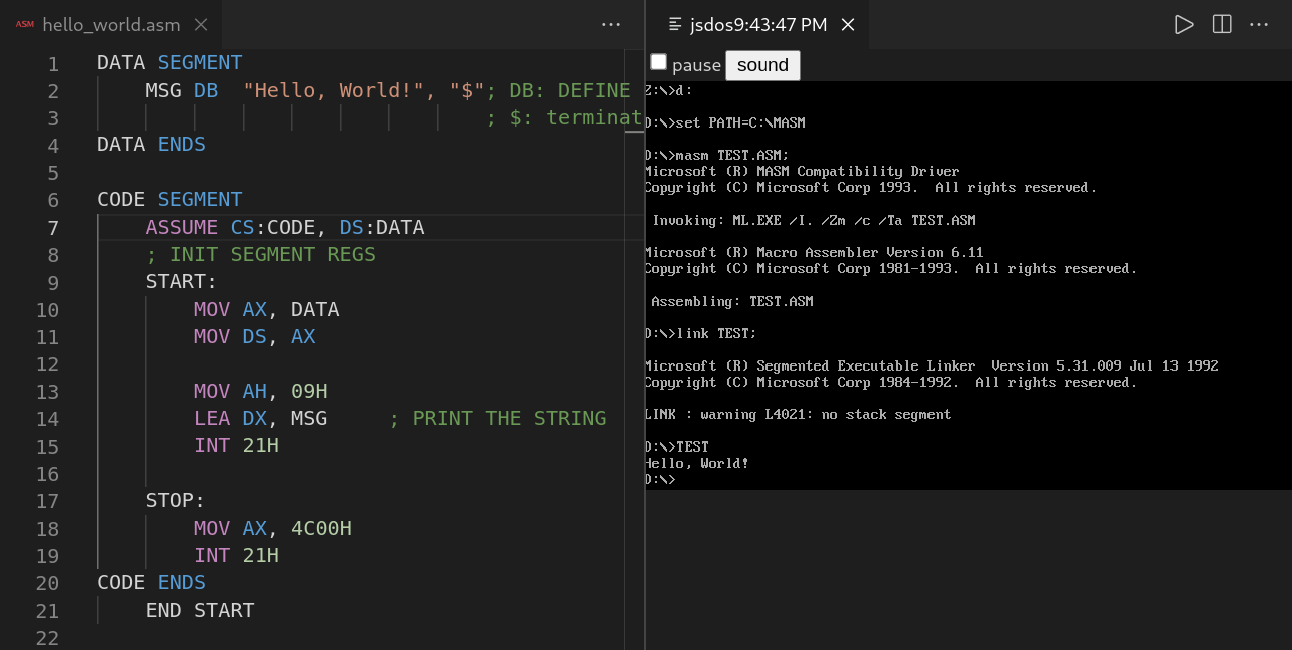 ASM hello_world.asm
1 DATA SEGMENT
2 MSG DB "Hello, World!", "$"; DB: DEFINE
3 ; $: terminat
4 DATA ENDS
5
6 CODE SEGMENT
7 ASSUME CS:CODE, DS:DATA
8 ; INIT SEGMENT REGS
9 START:
10 MOV AX, DATA
11 MOV DS, AX
12
13 MOV AH, 09H
14 LEA DX, MSG ; PRINT THE STRING
15 INT 21H
16
17 STOP:
18 MOV AX, 4C00H
19 INT 21H
20 CODE ENDS
21 END START
22
jsdos9:43:47 PM
pause sound
Z:\>d:
D:\>set PATH=C:\MASM
D:\>masm TEST.ASM;
Microsoft (R) MASM Compatibility Driver
Copyright (C) Microsoft Corp 1993.  All rights reserved.
Invoking: ML.EXE /I. /Zm /c /Ta TEST.ASM
Microsoft (R) Macro Assembler Version 6.11
Copyright (C) Microsoft Corp 1981-1993.  All rights reserved.
Assembling: TEST.ASM
D:\>link TEST;
Microsoft (R) Segmented Executable Linker  Version 5.31.009 Jul 13 1992
Copyright (C) Microsoft Corp 1984-1992.  All rights reserved.
LINK : warning L4021: no stack segment
D:\>TEST
Hello, World!
D:\>